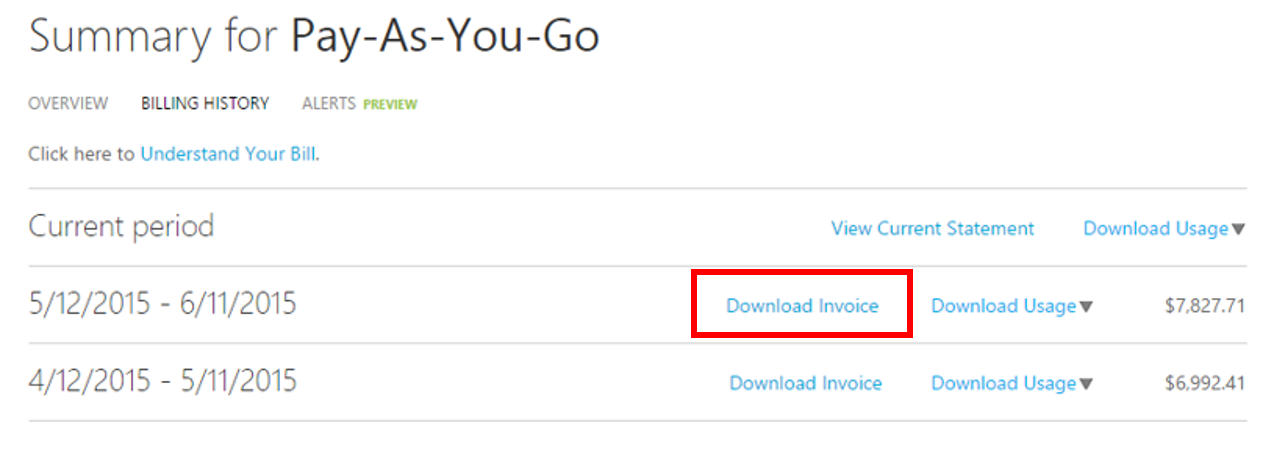 Summary for Pay-As-You-Go
OVERVIEW BILLING HISTORY ALERTS PREVIEW
Click here to Understand Your Bill.
Current period View Current Statement Download Usage▼
5/12/2015 - 6/11/2015 Download Invoice Download Usage▼ $7,827.71
4/12/2015 - 5/11/2015 Download Invoice Download Usage▼ $6,992.41